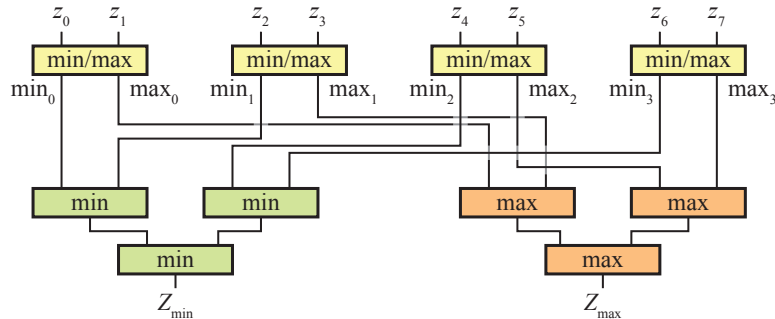 z₀ z₁ z₂ z₃ z₄ z₅ z₆ z₇
min/max min/max min/max min/max
min₀ max₀ min₁ max₁ min₂ max₂ min₃ max₃
min min max max
min max
Zmin Zmax